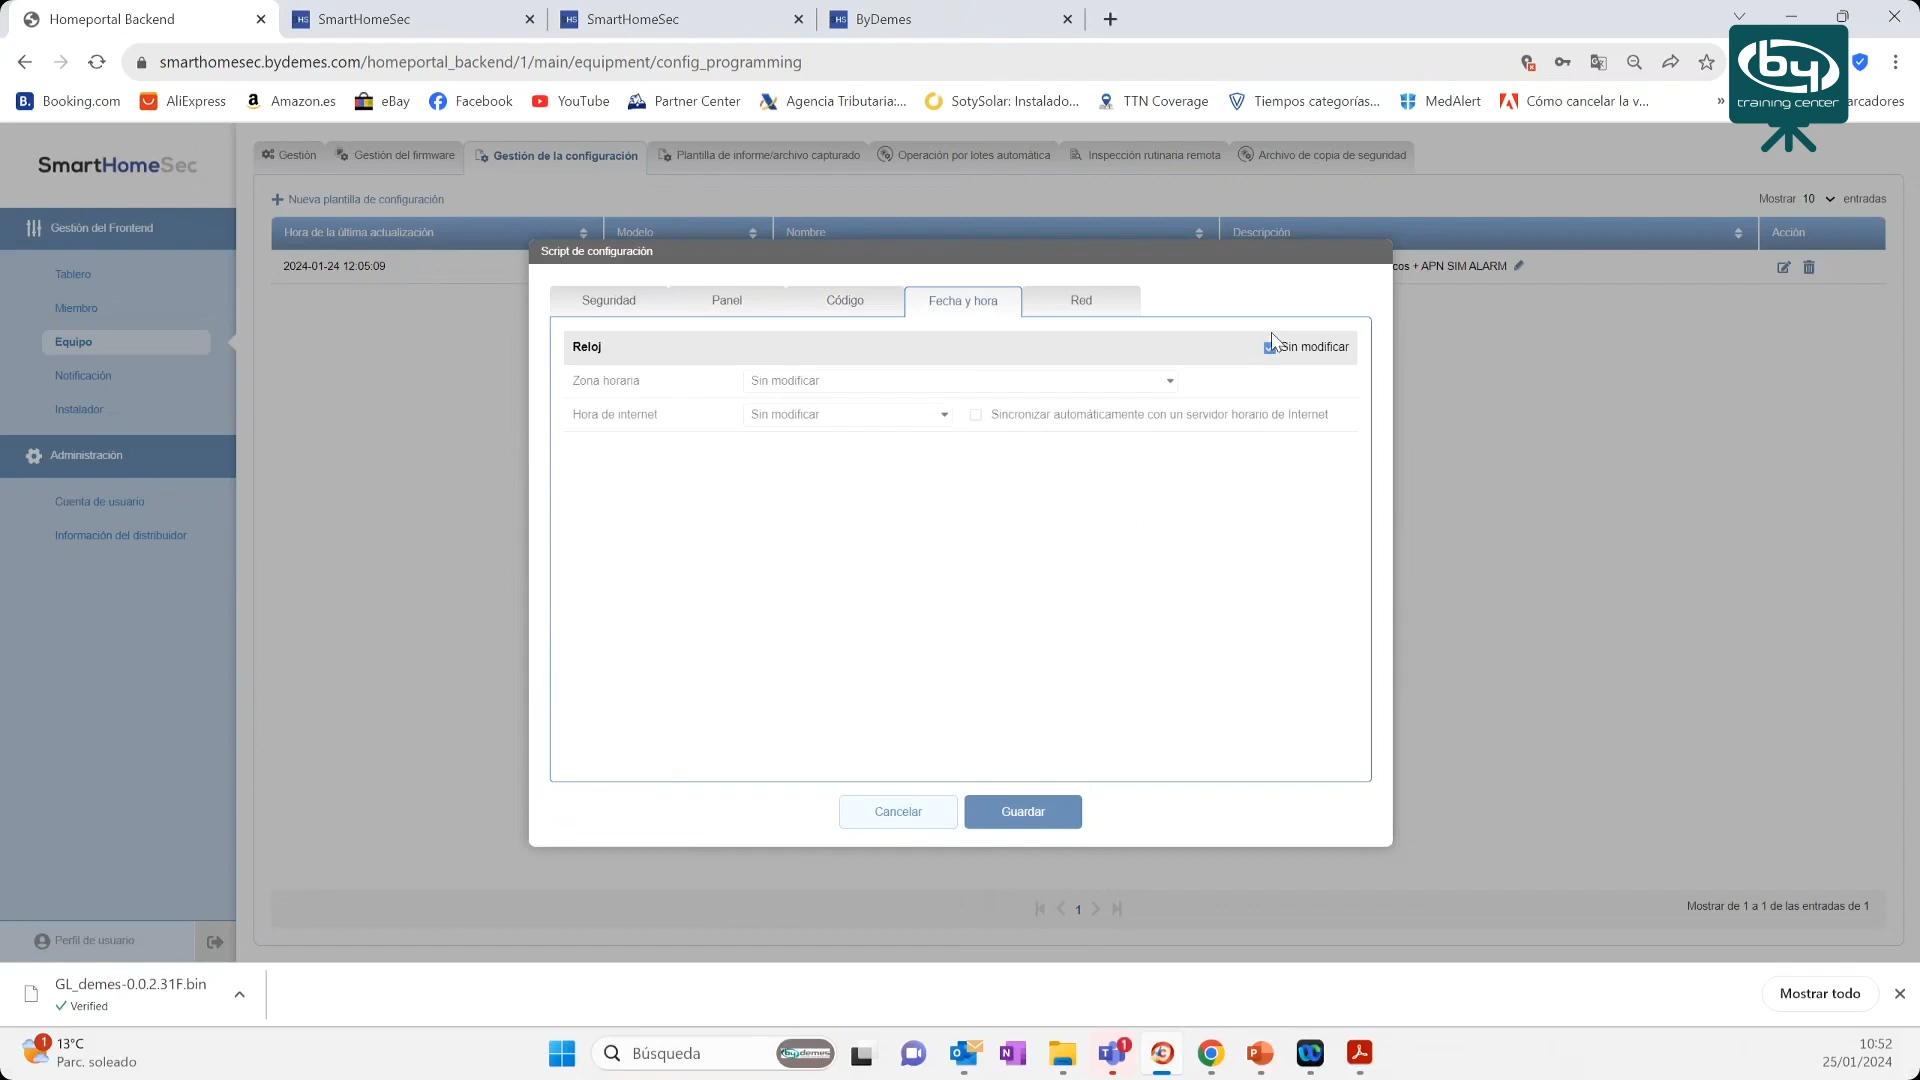 Homeportal Backend
SmartHomeSec
SmartHomeSec
ByDemes
smarthomesec.bydemes.com/homeportal_backend/1/main/equipment/config_programming
Booking.com
AliExpress
Amazon.es
eBay
Facebook
YouTube
Partner Center
Agencia Tributaria:...
SotySolar: Instalado...
TTN Coverage
Tiempos categorías...
MedAlert
Cómo cancelar la v...
»
arcadores
by
training center
SmartHomeSec
Gestión
Gestión del firmware
Gestión de la configuración
Plantilla de informe/archivo capturado
Operación por lotes automática
Inspección rutinaria remota
Archivo de copia de seguridad
Nueva plantilla de configuración
Mostrar 10 entradas
Gestión del Frontend
Hora de la última actualización
Modelo
Nombre
Descripción
Acción
2024-01-24 12:05:09
cos + APN SIM ALARM
Tablero
Miembro
Equipo
Notificación
Instalador
Administración
Cuenta de usuario
Información del distribuidor
Script de configuración
Seguridad
Panel
Código
Fecha y hora
Red
Reloj
Sin modificar
Zona horaria
Sin modificar
Hora de internet
Sin modificar
Sincronizar automáticamente con un servidor horario de Internet
Cancelar
Guardar
1
Mostrar de 1 a 1 de las entradas de 1
Perfil de usuario
GL_demes-0.0.2.31F.bin
Verified
Mostrar todo
1
13°C
Parc. soleado
Búsqueda
by demes
1
10:52
25/01/2024